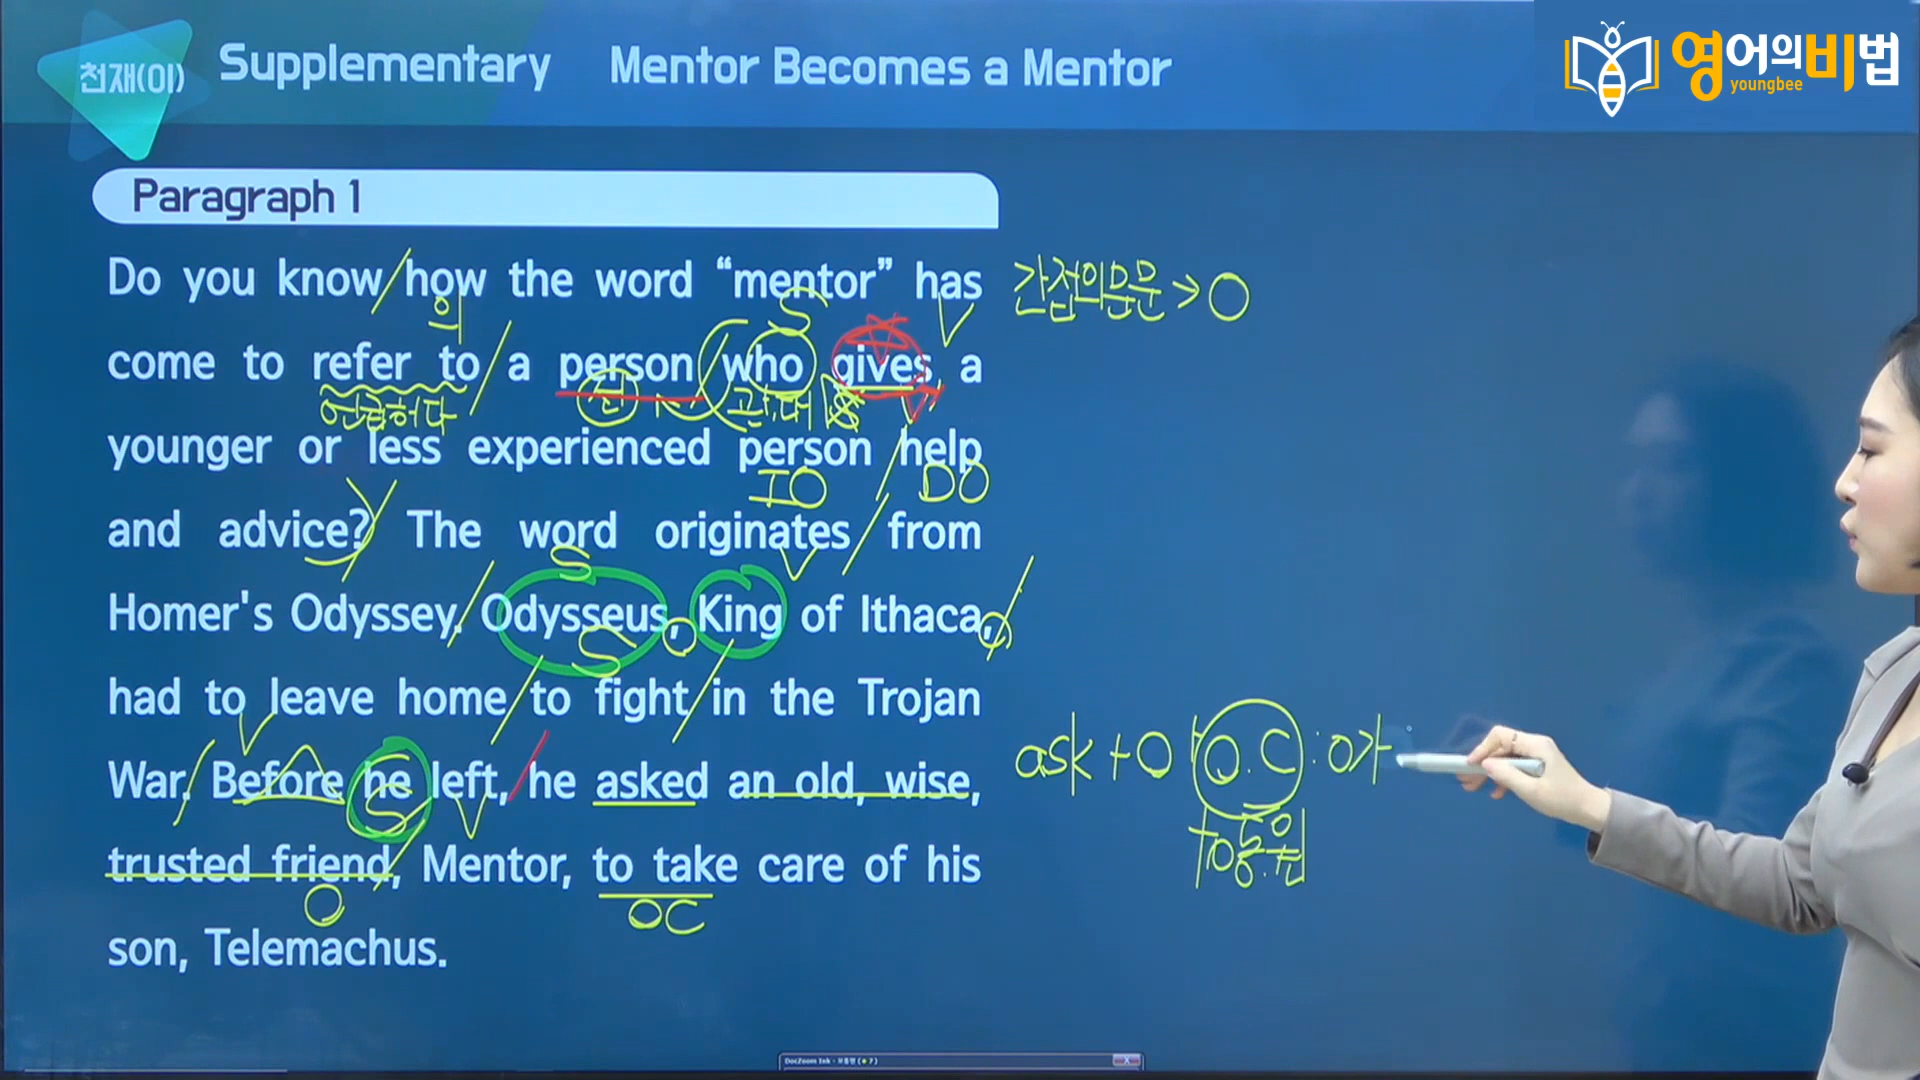 천재(이) Supplementary Mentor Becomes a Mentor
영어의비법
youngbee
Paragraph 1
Do you know how the word “mentor” has
간접의문문 > O
의
S
come to refer to a person who gives a
언급하다
선
관.대
younger or less experienced person help
IO DO
and advice? The word originates from
S
Homer's Odyssey. Odysseus, King of Ithaca,
S
had to leave home to fight in the Trojan
ask + O + O.C : O가
War. Before he left, he asked an old, wise,
S
to동.원
trusted friend, Mentor, to take care of his
O OC
son, Telemachus.